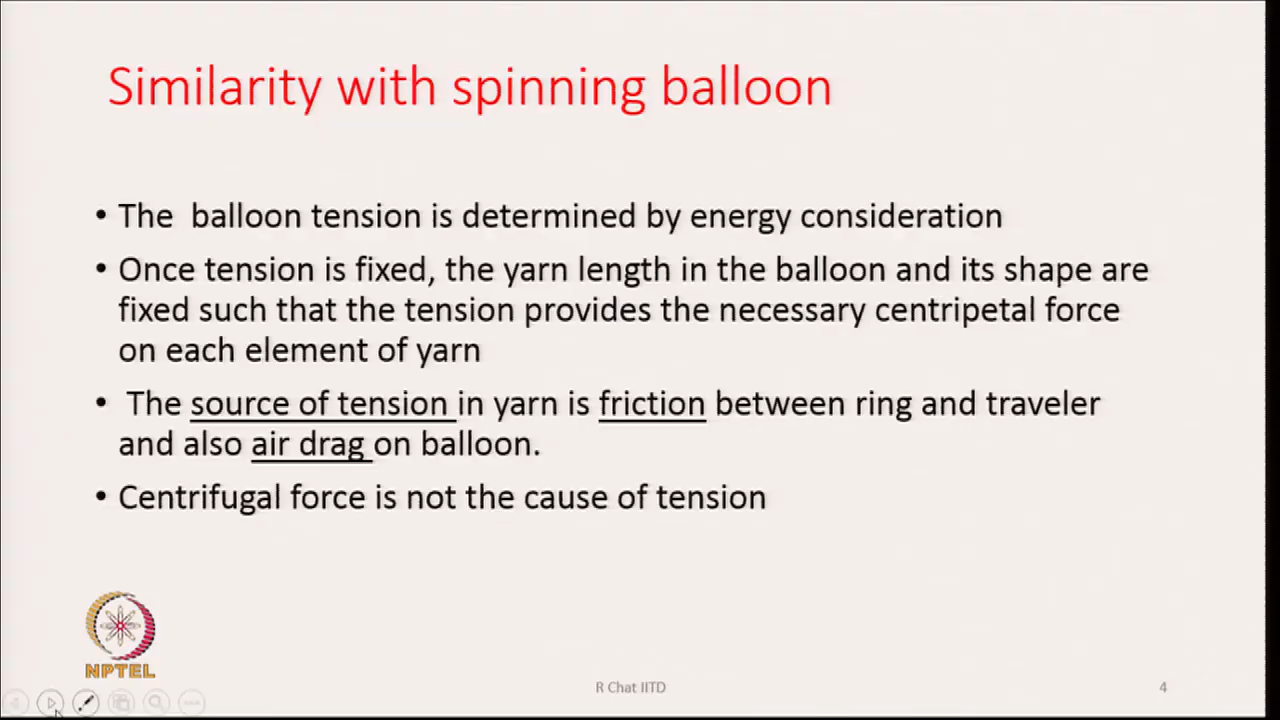 Similarity with spinning balloon
• The  balloon tension is determined by energy consideration
• Once tension is fixed, the yarn length in the balloon and its shape are
fixed such that the tension provides the necessary centripetal force
on each element of yarn
• The source of tension in yarn is friction between ring and traveler
and also air drag on balloon.
• Centrifugal force is not the cause of tension
NPTEL
R Chat IITD
4